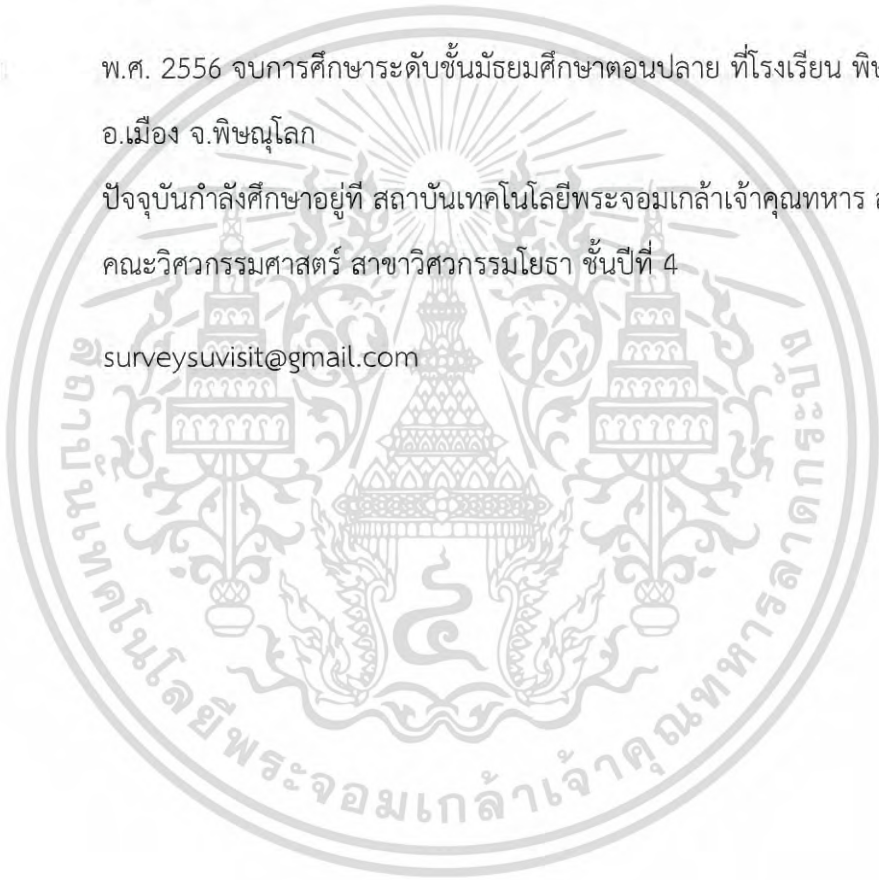 พ.ศ. 2556 จบการศึกษาระดับชั้นมัธยมศึกษาตอนปลาย ที่โรงเรียน
อ.เมือง จ.พิษณุโลก
ปัจจุบันกำลังศึกษาอยู่ที สถาบันเทคโนโลยีพระจอมเกล้าเจ้าคุณทหาร
คณะวิศวกรรมศาสตร์ สาขาวิศวกรรมโยธา ชั้นปีที่ 4
surveysuvisit@gmail.com
สถาบันเทคโนโลยีพระจอมเกล้าเจ้าคุณทหารลาดกระบัง